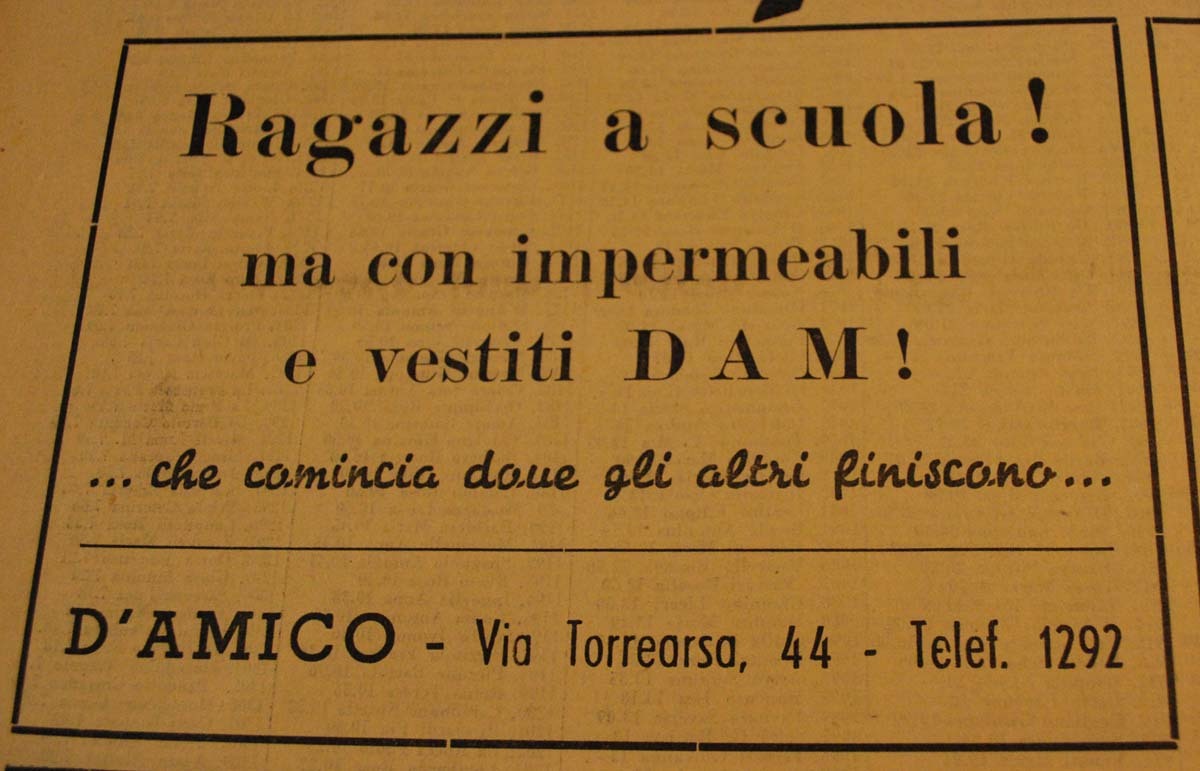 Ragazzi a scuola!
ma con impermeabili
e vestiti DAM!
... che comincia dove gli altri finiscono...
D'AMICO - Via Torrearsa, 44 - Telef. 1292